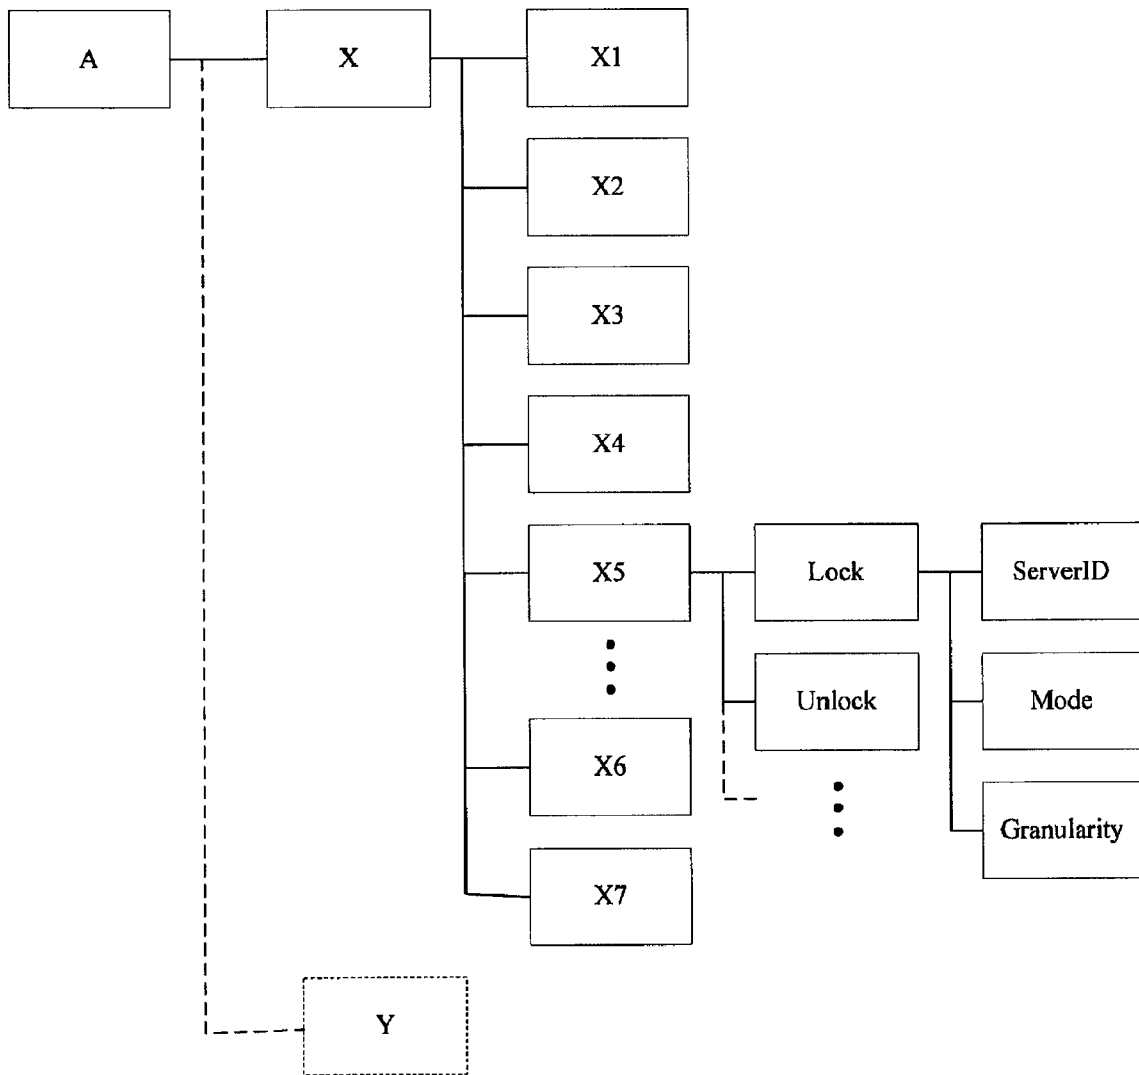 A
X
X1
X2
X3
X4
X5
Lock
ServerID
Unlock
Mode
X6
Granularity
X7
Y